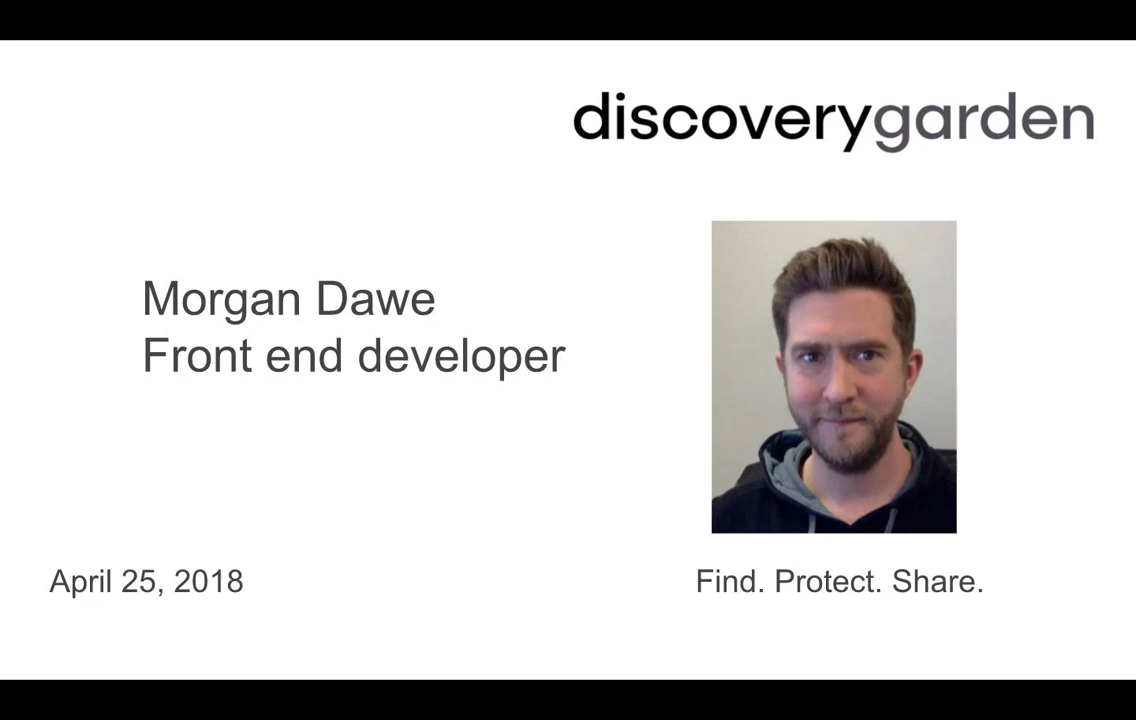 discoverygarden
Morgan Dawe
Front end developer
April 25, 2018
Find. Protect. Share.